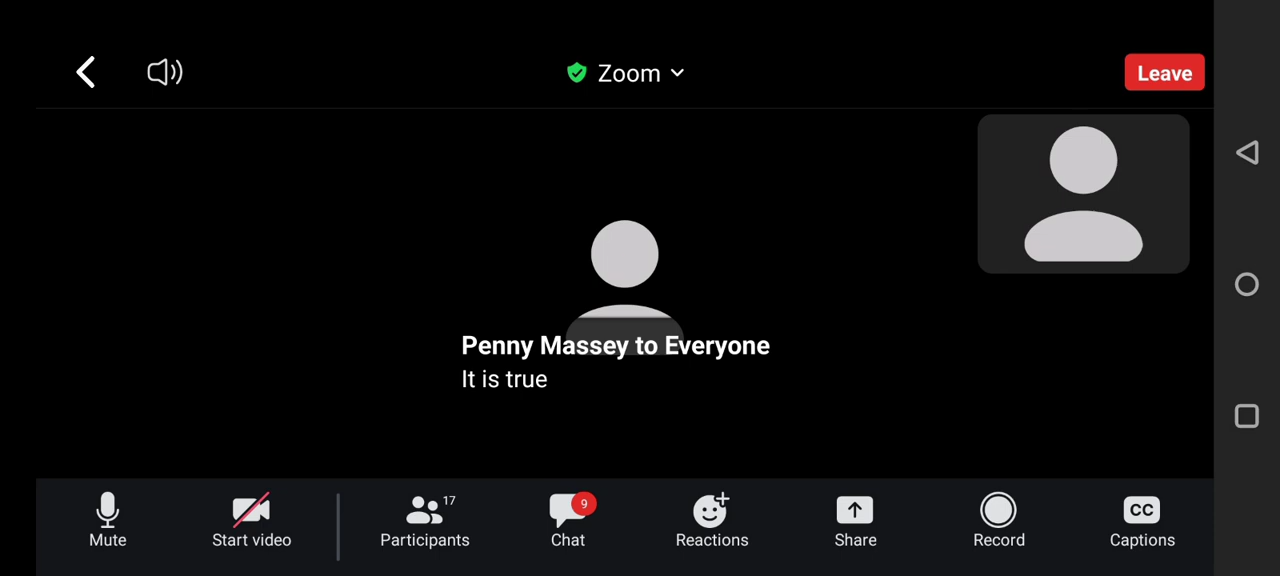 Zoom
Leave
Penny Massey to Everyone
It is true
Mute
Start video
Participants 17
Chat 9
Reactions
Share
Record
CC
Captions